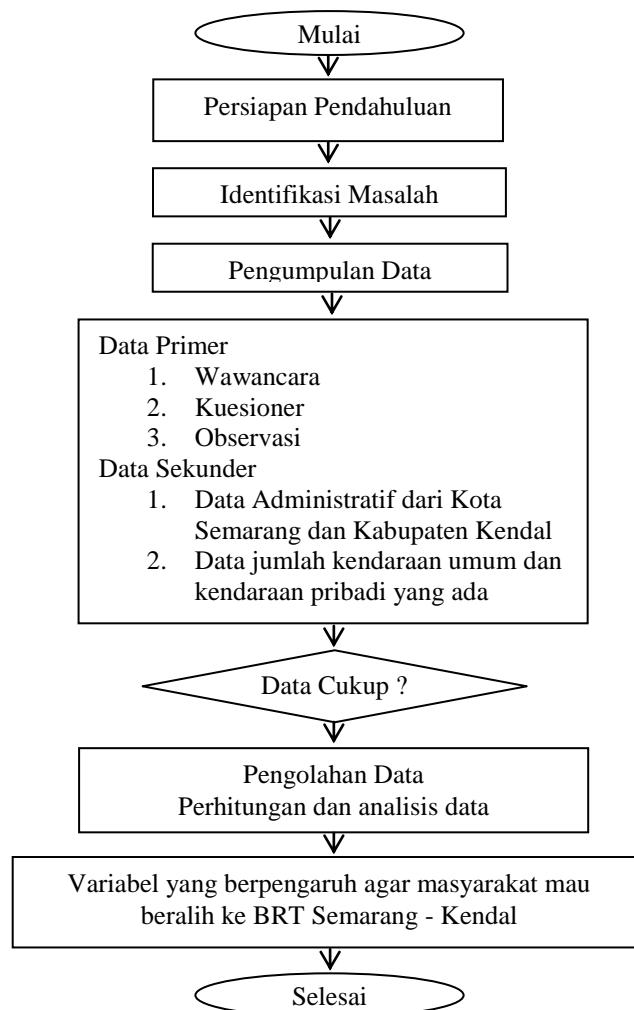 Mulai
Persiapan Pendahuluan
Identifikasi Masalah
Pengumpulan Data
Data Primer
1. Wawancara
2. Kuesioner
3. Observasi
Data Sekunder
1. Data Administratif dari Kota
Semarang dan Kabupaten Kendal
2. Data jumlah kendaraan umum dan
kendaraan pribadi yang ada
Data Cukup ?
Pengolahan Data
Perhitungan dan analisis data
Variabel yang berpengaruh agar masyarakat mau
beralih ke BRT Semarang - Kendal
Selesai